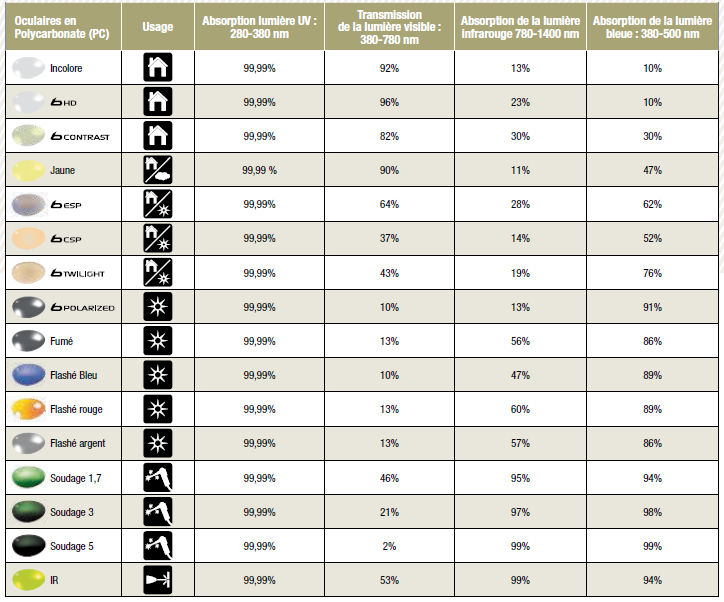 Oculaires en Polycarbonate (PC) Usage Absorption lumière UV : 280-380 nm Transmission de la lumière visible : 380-780 nm Absorption de la lumière infrarouge 780-1400 nm Absorption de la lumière bleue : 380-500 nm
Incolore 99,99% 92% 13% 10%
HD 99,99% 96% 23% 10%
CONTRAST 99,99% 82% 30% 30%
Jaune 99,99 % 90% 11% 47%
ESP 99,99% 64% 28% 62%
CSP 99,99% 37% 14% 52%
TWILIGHT 99,99% 43% 19% 76%
POLARIZED 99,99% 10% 13% 91%
Fumé 99,99% 13% 56% 86%
Flashé Bleu 99,99% 10% 47% 89%
Flashé rouge 99,99% 13% 60% 89%
Flashé argent 99,99% 13% 57% 86%
Soudage 1,7 99,99% 46% 95% 94%
Soudage 3 99,99% 21% 97% 98%
Soudage 5 99,99% 2% 99% 99%
IR 99,99% 53% 99% 94%